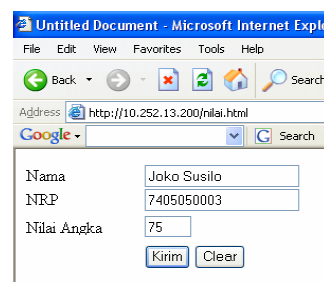 Untitled Document - Microsoft Internet Explo
File Edit View Favorites Tools Help
Back Search
Address http://10.252.13.200/nilai.html
Google - G Search
Nama Joko Susilo
NRP 7405050003
Nilai Angka 75
Kirim Clear